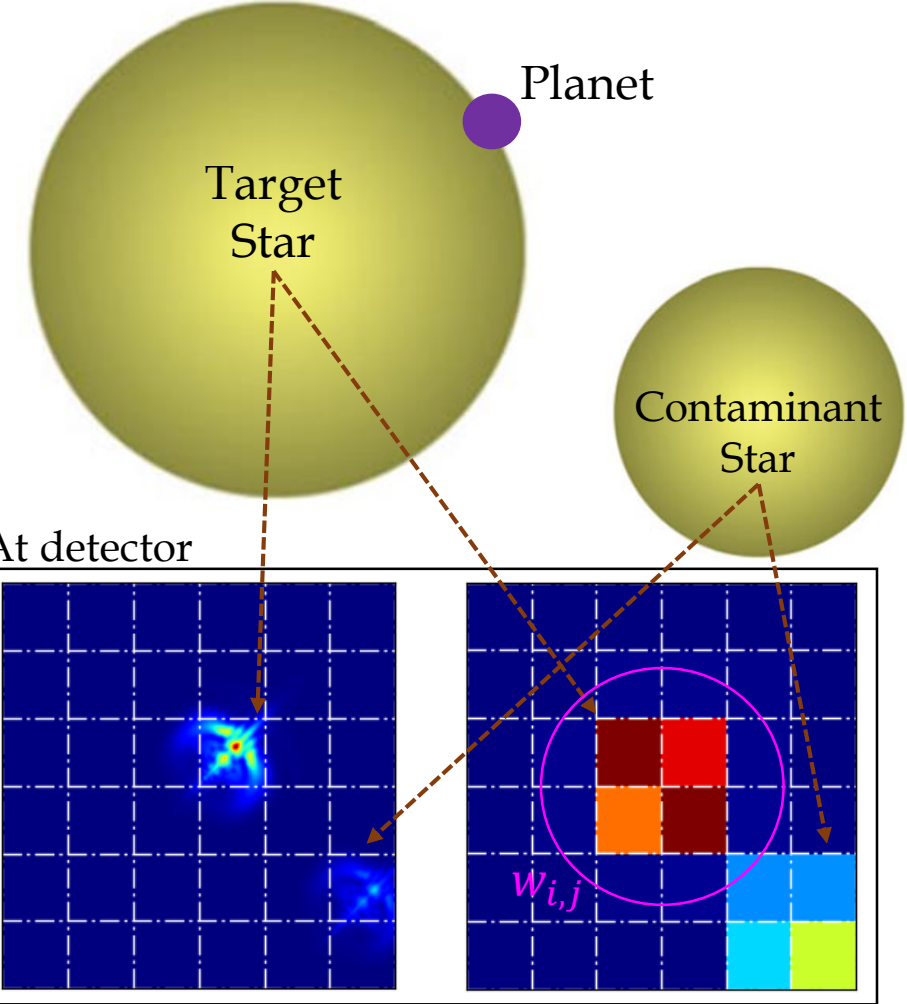 Planet
Target
Star
Contaminant
Star
At detector
w_{i,j}